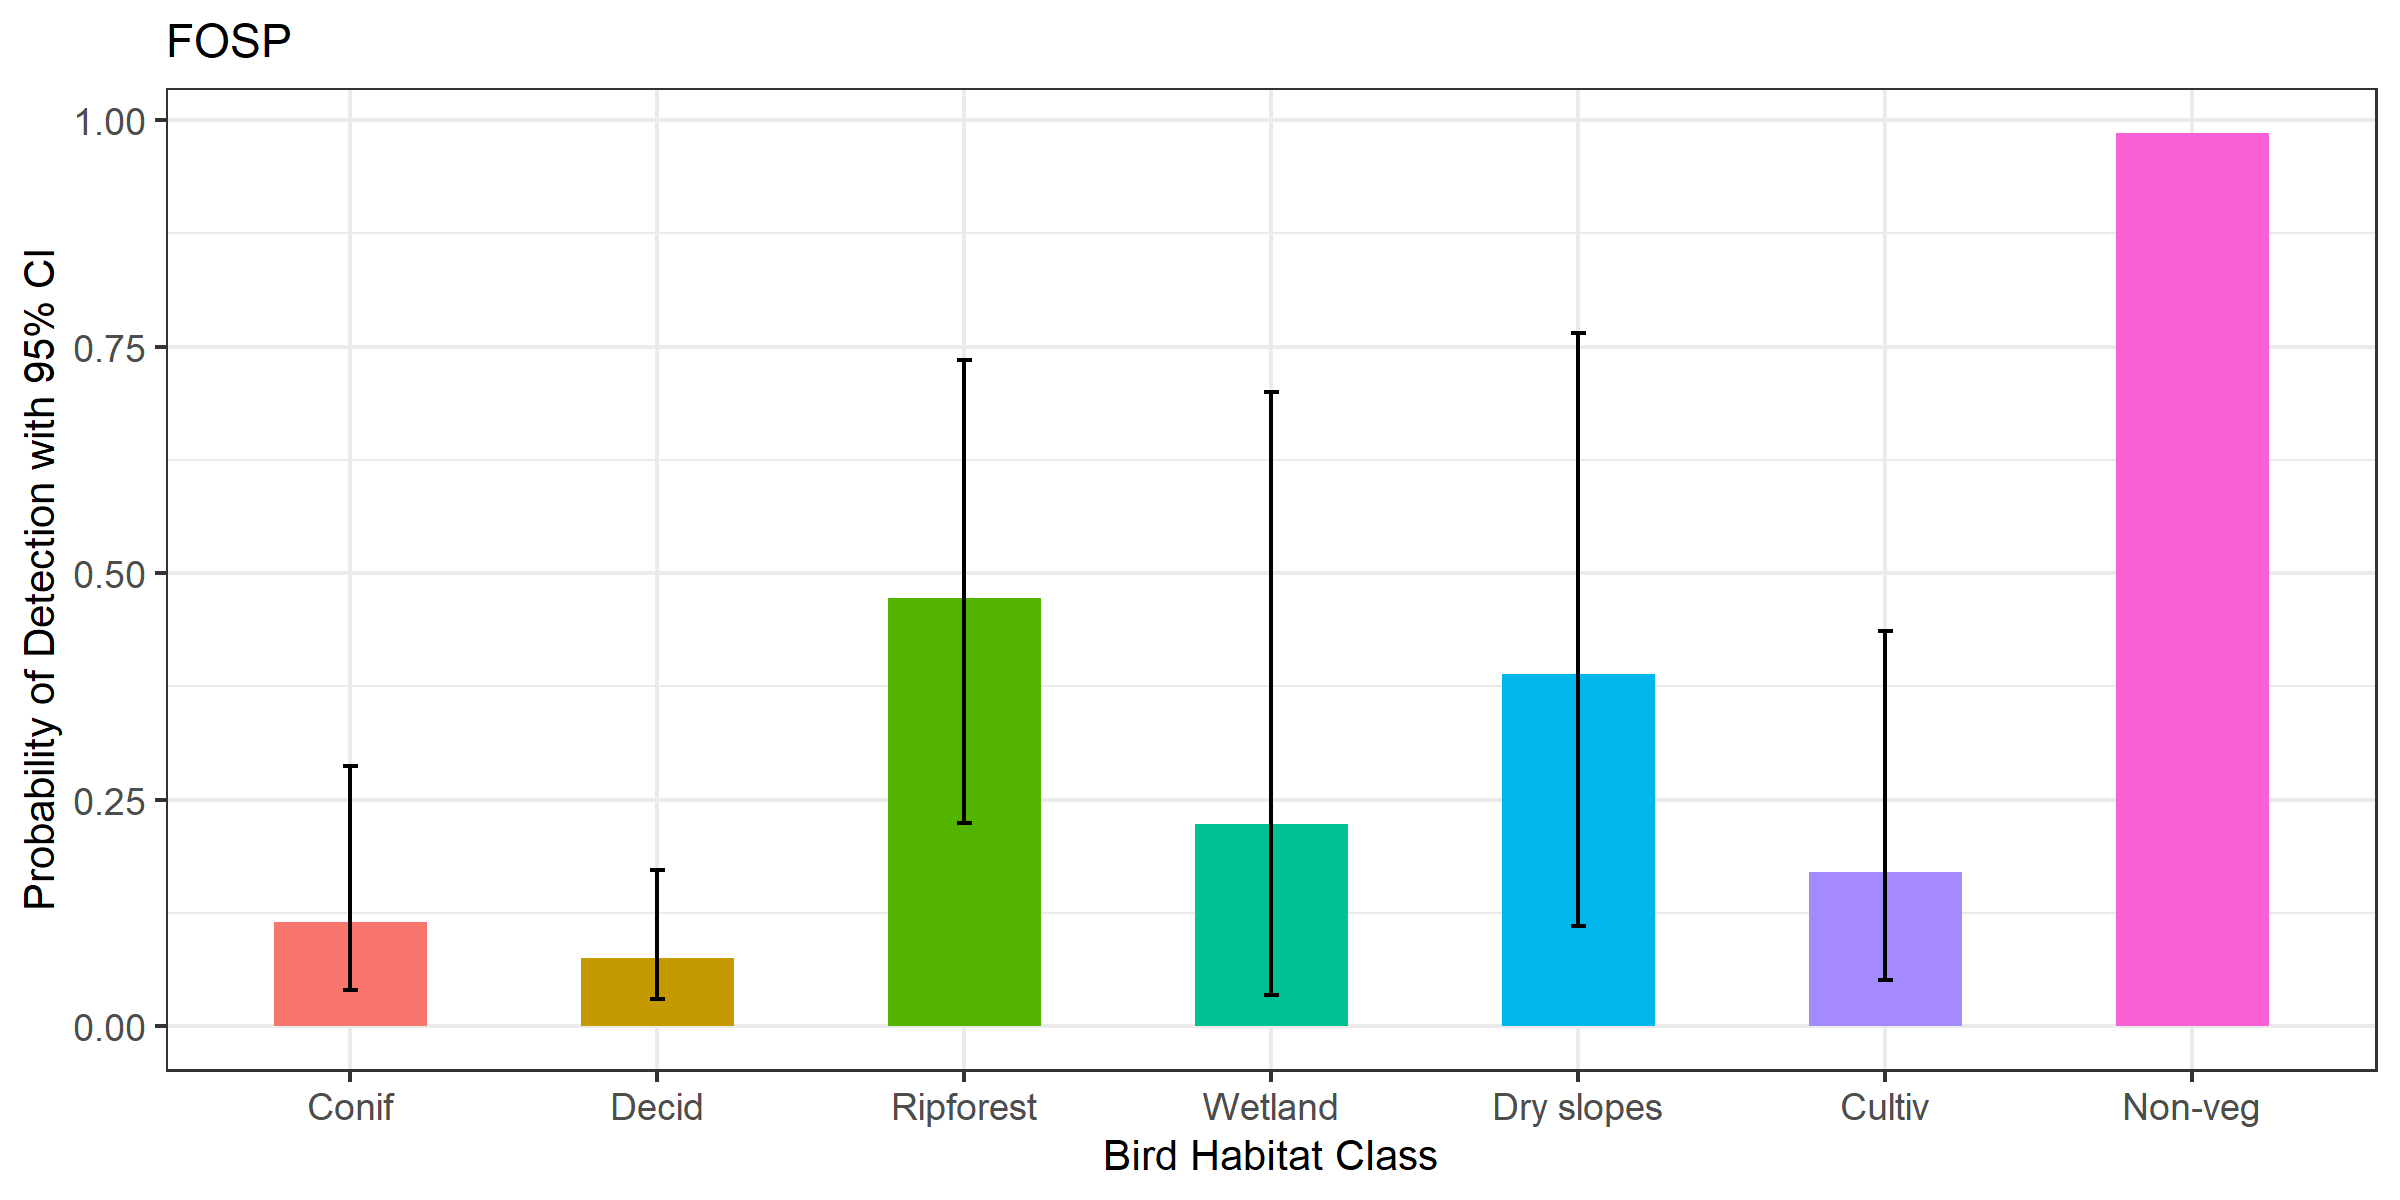 FOSP
Probability of Detection with 95% CI
1.00
0.75
0.50
0.25
0.00
Conif Decid Ripforest Wetland Dry slopes Cultiv Non-veg
Bird Habitat Class